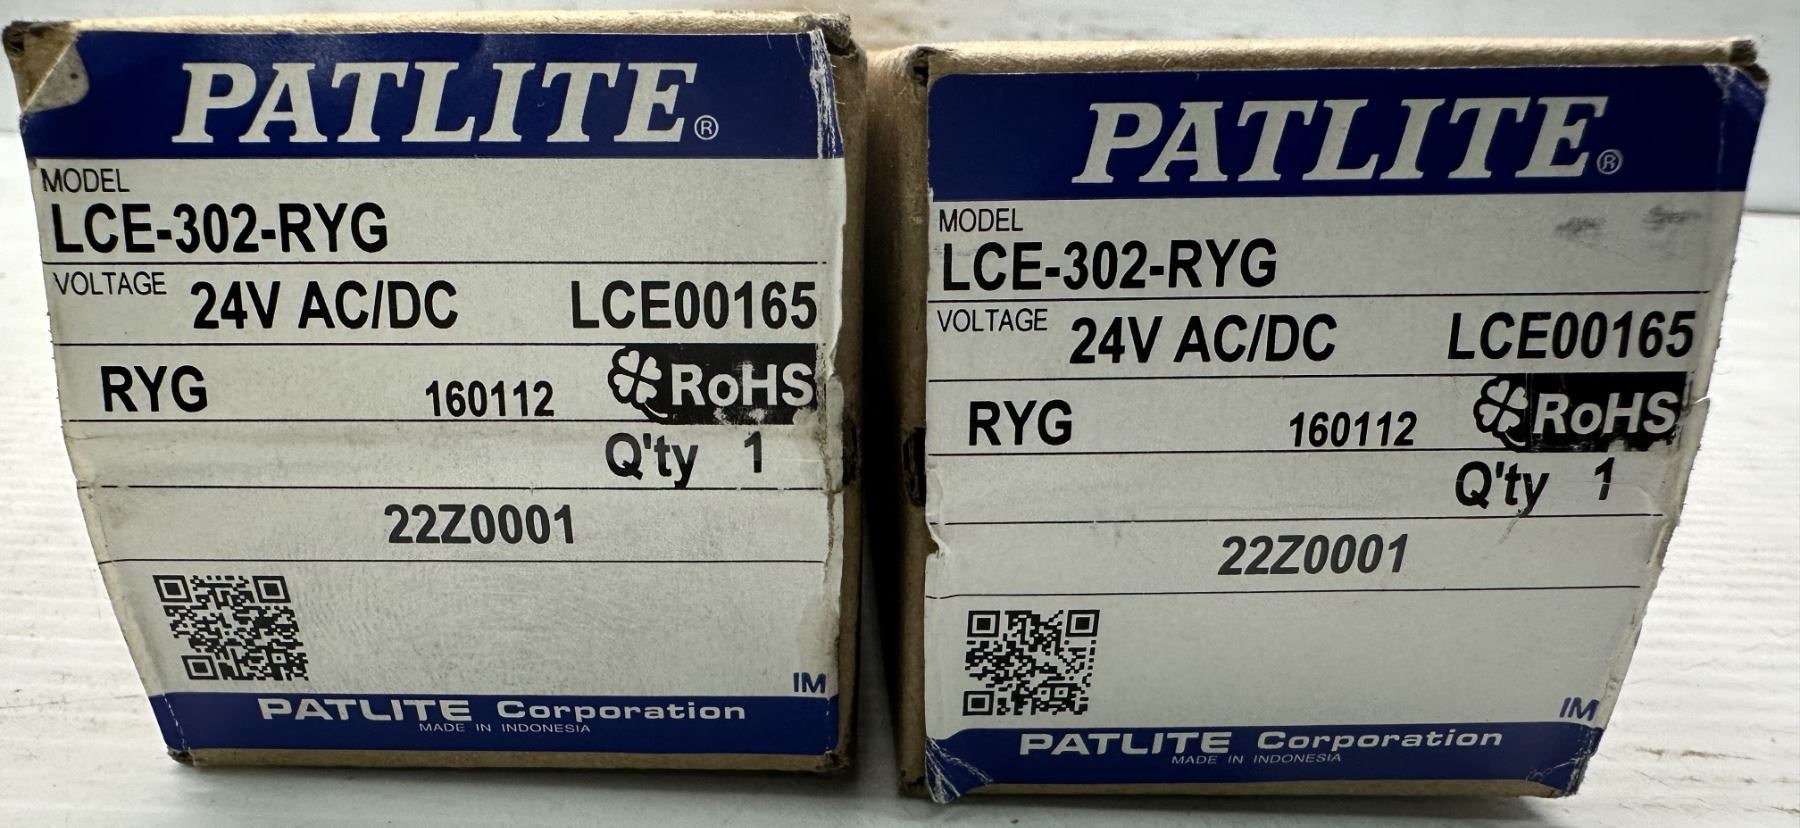 PATLITE®
MODEL
LCE-302-RYG
VOLTAGE 24V AC/DC LCE00165
RYG 160112 RoHS
Q'ty 1
22Z0001
IM
PATLITE Corporation
MADE IN INDONESIA
PATLITE®
MODEL
LCE-302-RYG
VOLTAGE 24V AC/DC LCE00165
RYG 160112 RoHS
Q'ty 1
22Z0001
IM
PATLITE Corporation
MADE IN INDONESIA